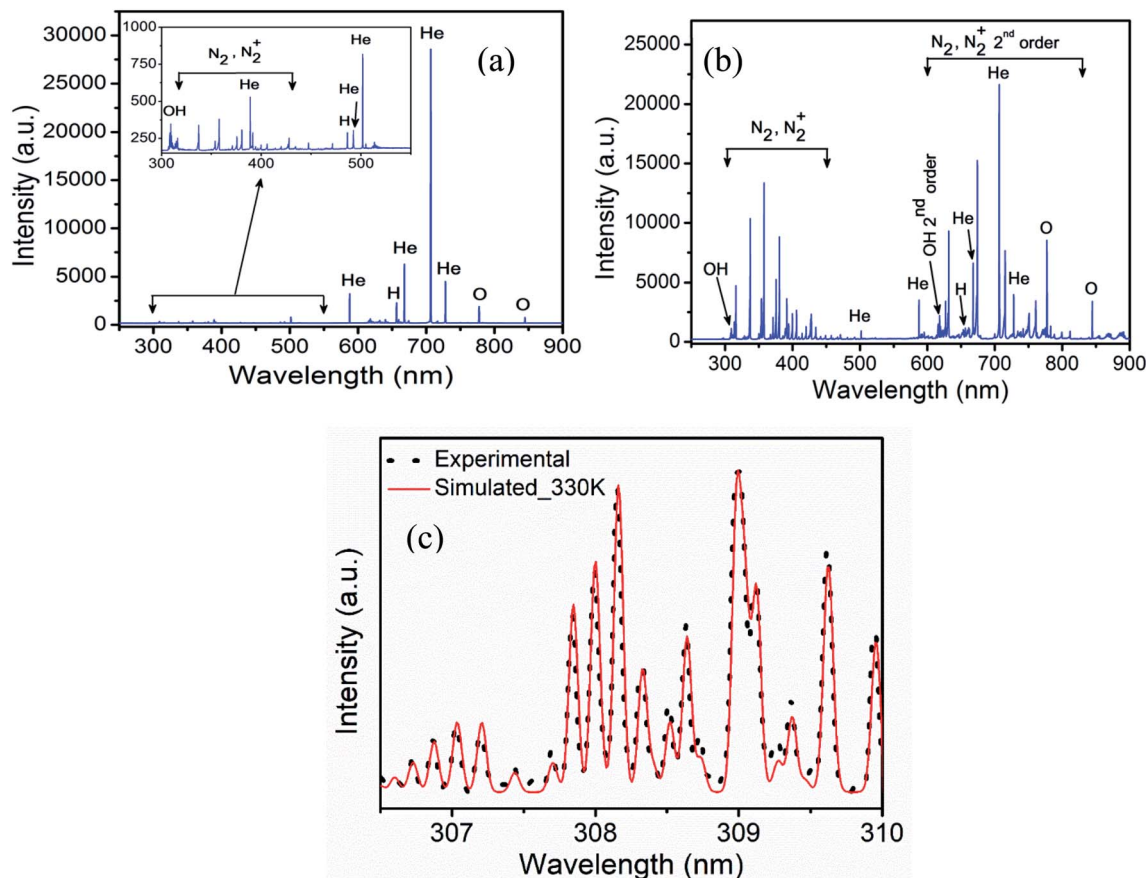 (a)
Intensity (a.u.)
30000
25000
20000
15000
10000
5000
0
1000
750
500
250
300
400
500
N₂ , N₂⁺
OH
He
H
He
He
He
He
H
He
He
O
O
250 300 400 500 600 700 800 900
Wavelength (nm)
(b)
Intensity (a.u.)
25000
20000
15000
10000
5000
0
N₂, N₂⁺ 2ⁿᵈ order
N₂, N₂⁺
OH
He
He
OH 2ⁿᵈ order
H
He
He
He
O
O
300 400 500 600 700 800 900
Wavelength (nm)
(c)
Experimental
Simulated_330K
Intensity (a.u.)
307 308 309 310
Wavelength (nm)